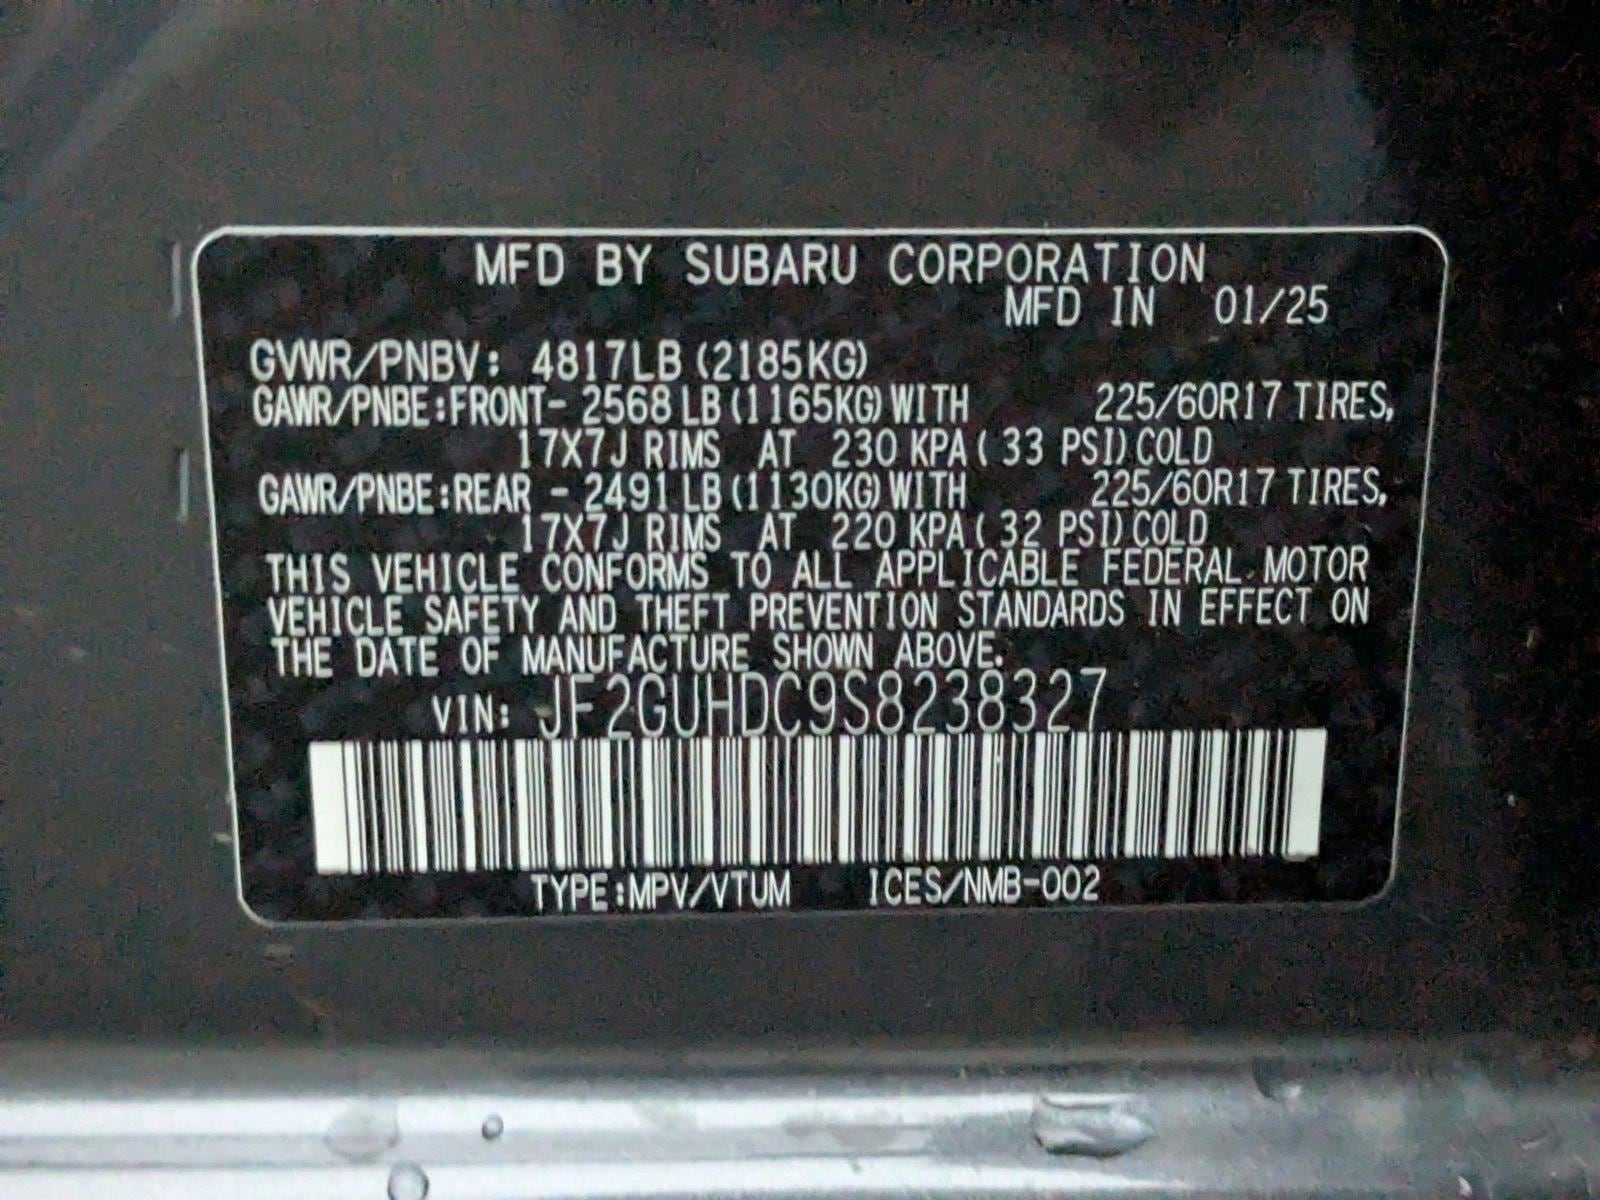 MFD BY SUBARU CORPORATION
MFD IN 01/25
GVWR/PNBV: 4817LB (2185KG)
GAWR/PNBE:FRONT- 2568 LB (1165KG) WITH 225/60R17 TIRES,
17X7J RIMS AT 230 KPA ( 33 PSI) COLD
GAWR/PNBE:REAR - 2491 LB (1130KG) WITH 225/60R17 TIRES,
17X7J RIMS AT 220 KPA ( 32 PSI) COLD
THIS VEHICLE CONFORMS TO ALL APPLICABLE FEDERAL MOTOR
VEHICLE SAFETY AND THEFT PREVENTION STANDARDS IN EFFECT ON
THE DATE OF MANUFACTURE SHOWN ABOVE.
VIN: JF2GUHDC9S8238327
TYPE:MPV/VTUM ICES/NMB-002